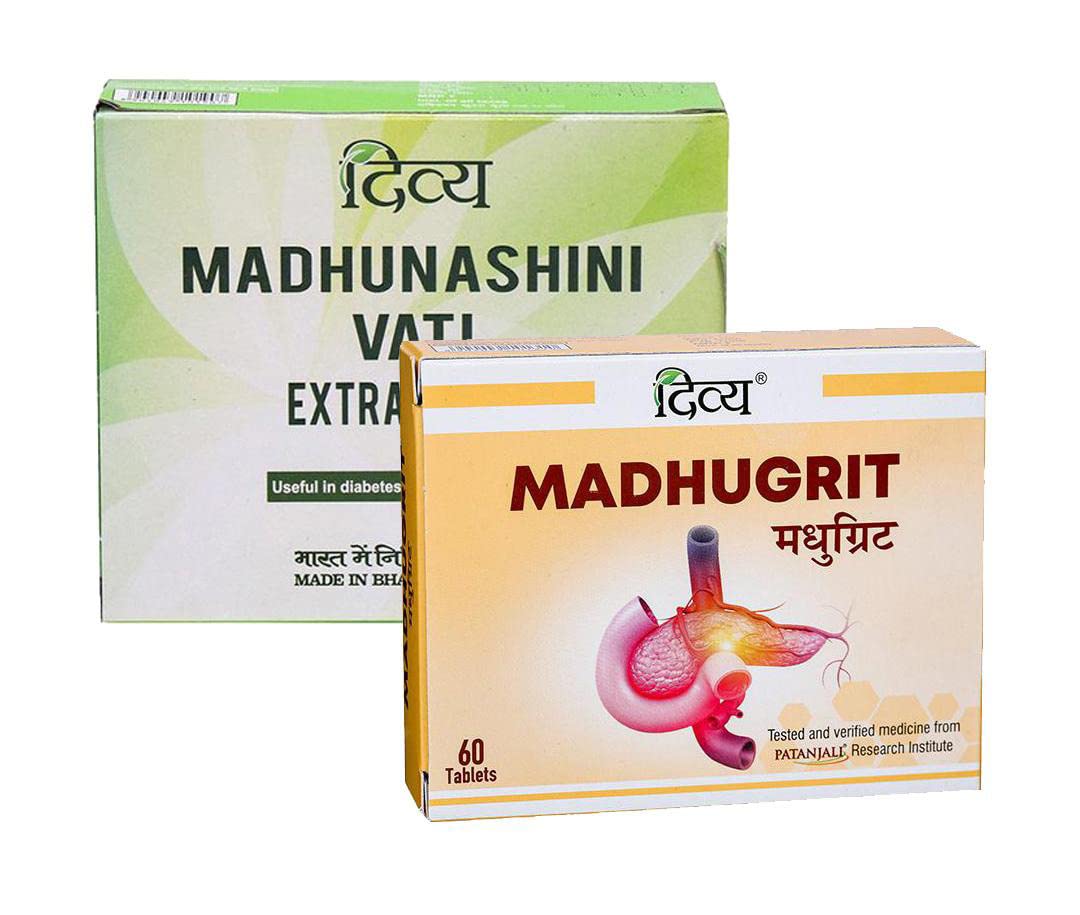 दिव्य
MADHUNASHINI
VATI
EXTRA
Useful in diabetes
भारत में नि
MADE IN BHA
दिव्य®
MADHUGRIT
मधुग्रिट
60
Tablets
Tested and verified medicine from
PATANJALI® Research Institute